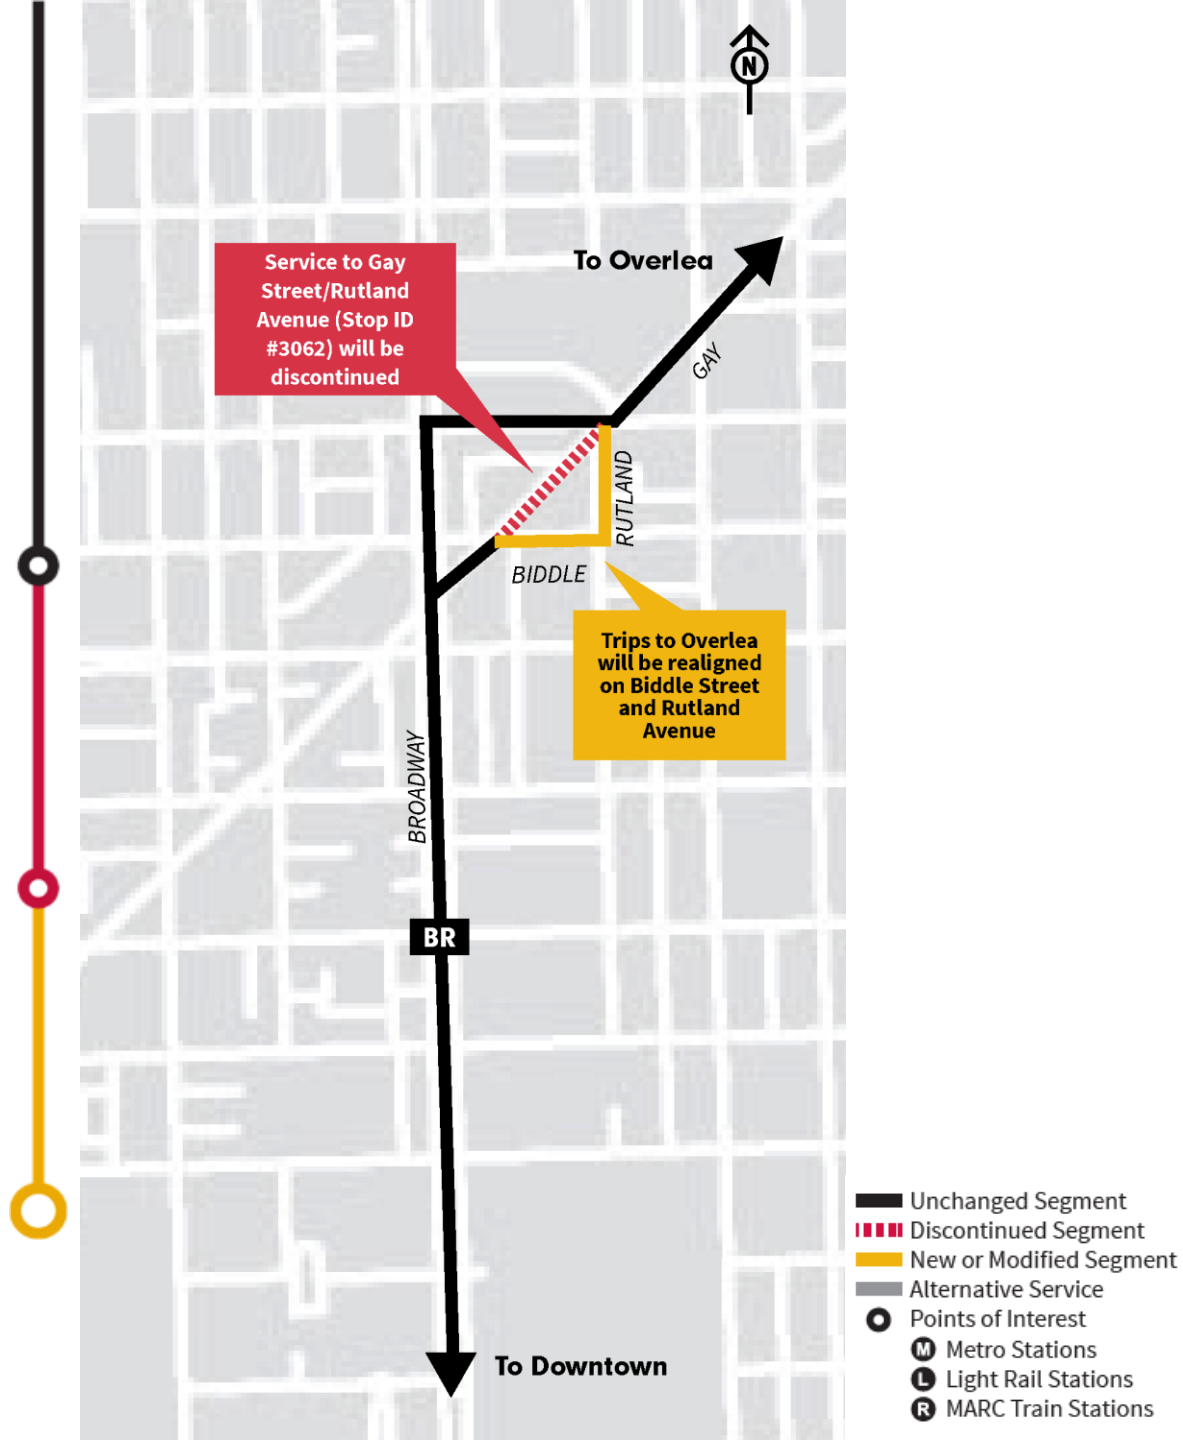 N
To Overlea
Service to Gay
Street/Rutland
Avenue (Stop ID
#3062) will be
discontinued
GAY
RUTLAND
BIDDLE
Trips to Overlea
will be realigned
on Biddle Street
and Rutland
Avenue
BROADWAY
BR
To Downtown
Unchanged Segment
Discontinued Segment
New or Modified Segment
Alternative Service
Points of Interest
M Metro Stations
L Light Rail Stations
R MARC Train Stations